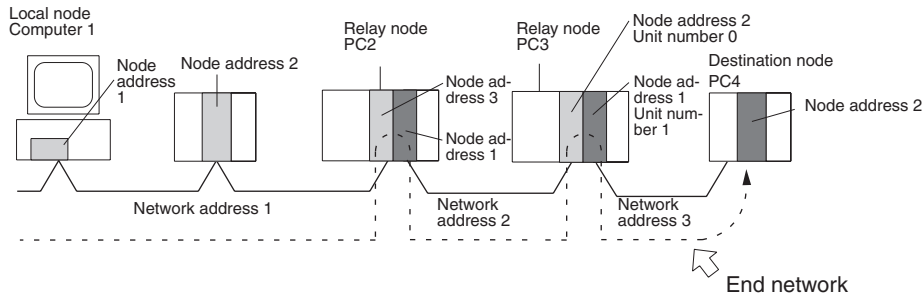 Local node
Computer 1
Node
address
1
Node address 2
Relay node
PC2
Node ad-
dress 3
Node ad-
dress 1
Relay node
PC3
Node address 2
Unit number 0
Node ad-
dress 1
Unit num-
ber 1
Destination node
PC4
Node address 2
Network address 1
Network
address 2
Network
address 3
End network